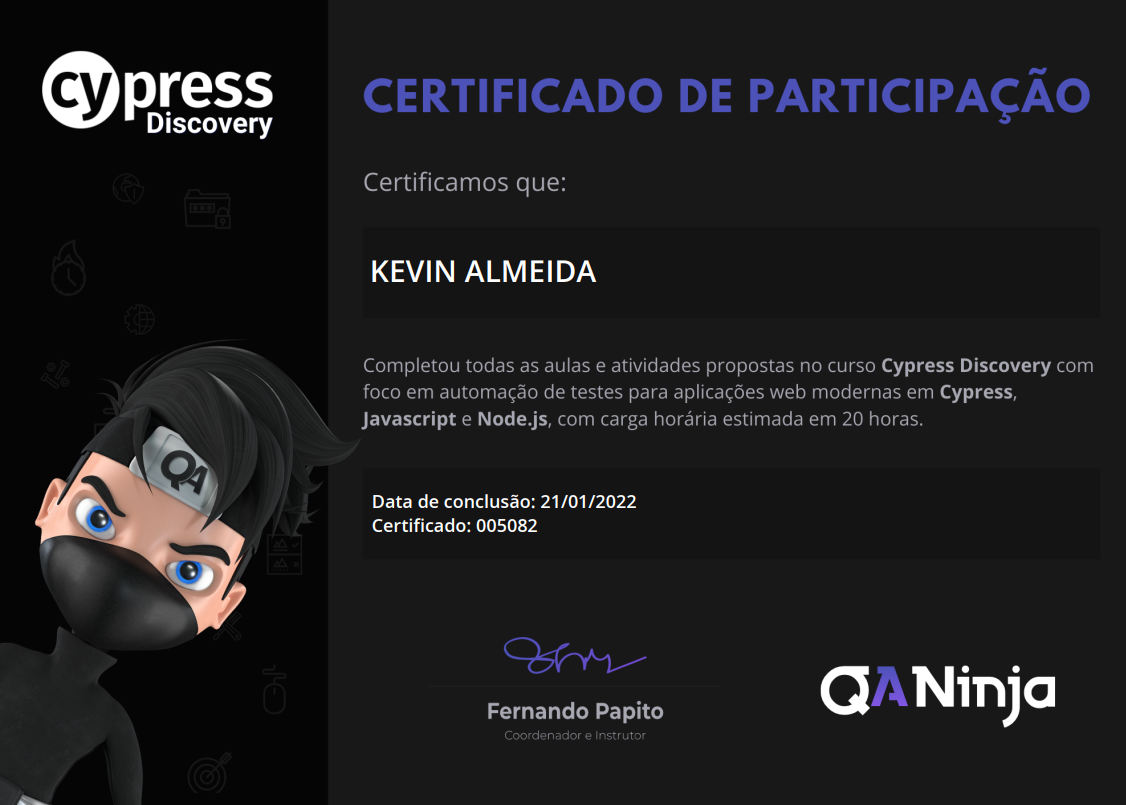 cypress
Discovery
CERTIFICADO DE PARTICIPAÇÃO
Certificamos que:
KEVIN ALMEIDA
Completou todas as aulas e atividades propostas no curso Cypress Discovery com
foco em automação de testes para aplicações web modernas em Cypress,
Javascript e Node.js, com carga horária estimada em 20 horas.
QA
Data de conclusão: 21/01/2022
Certificado: 005082
Fernando Papito
Coordenador e Instrutor
QANinja